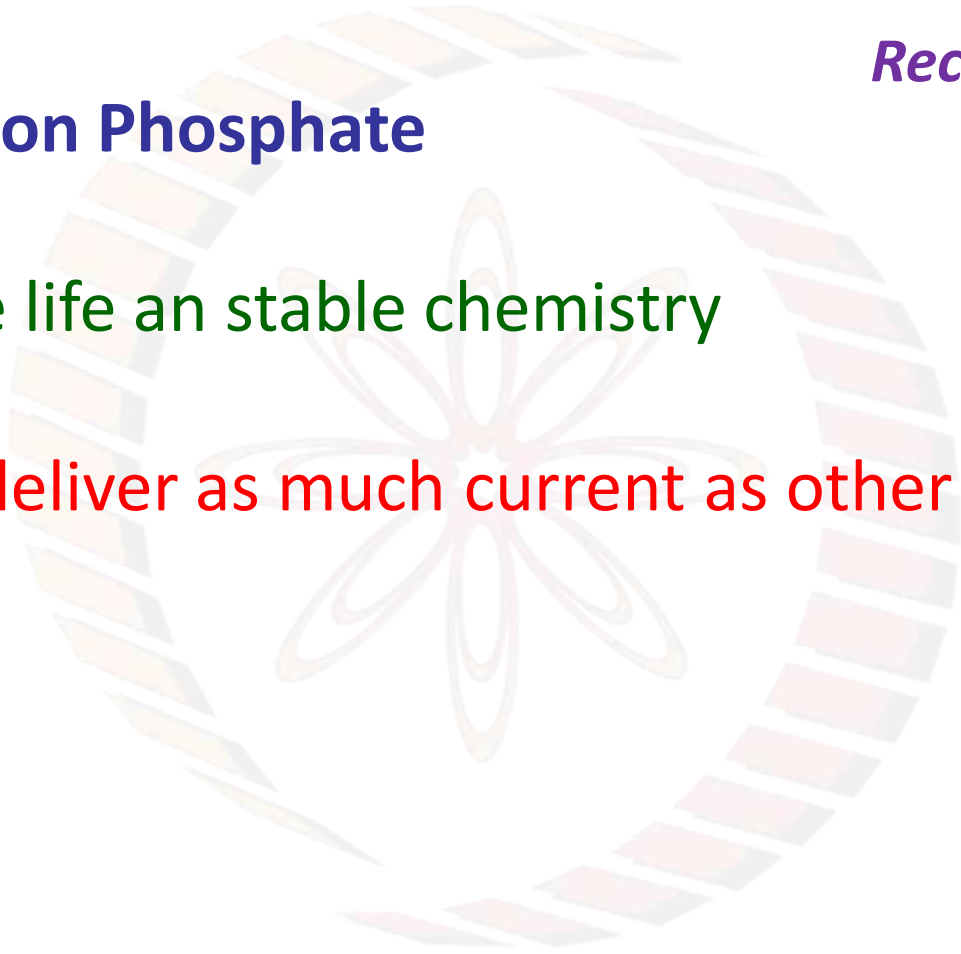 Rec
on Phosphate
e life an stable chemistry
deliver as much current as other